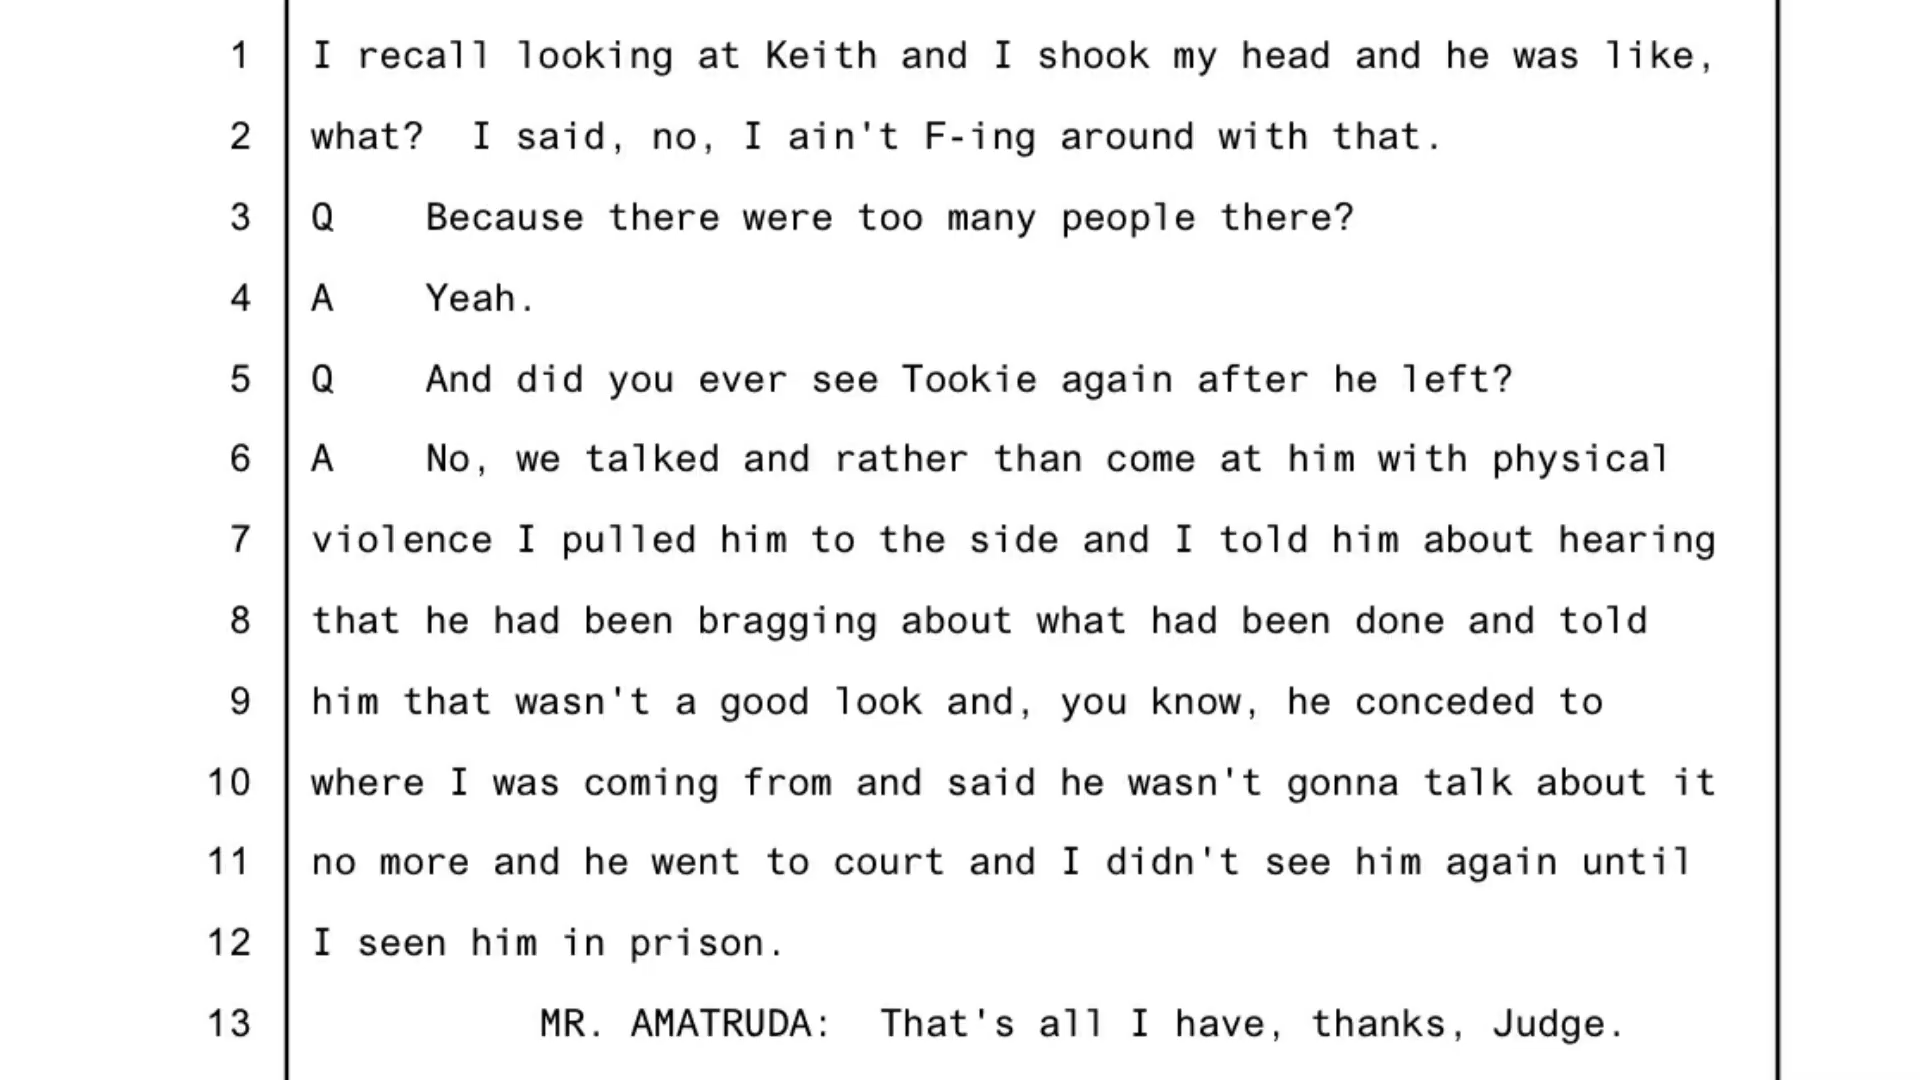 1 I recall looking at Keith and I shook my head and he was like,
2 what?  I said, no, I ain't F-ing around with that.
3 Q    Because there were too many people there?
4 A    Yeah.
5 Q    And did you ever see Tookie again after he left?
6 A    No, we talked and rather than come at him with physical
7 violence I pulled him to the side and I told him about hearing
8 that he had been bragging about what had been done and told
9 him that wasn't a good look and, you know, he conceded to
10 where I was coming from and said he wasn't gonna talk about it
11 no more and he went to court and I didn't see him again until
12 I seen him in prison.
13 MR. AMATRUDA:  That's all I have, thanks, Judge.